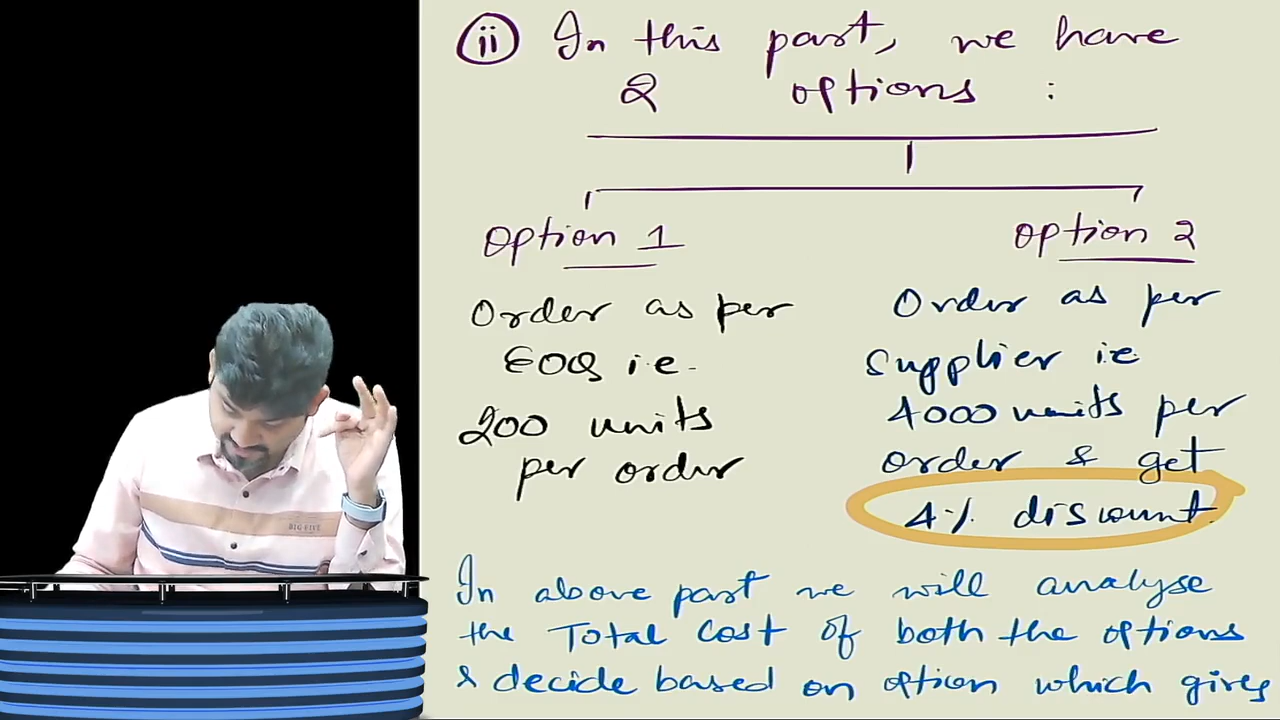 (ii) In this part, we have
2 options :
Option 1
Order as per
EOQ i.e.
200 units
per order
Option 2
Order as per
Supplier i.e
4000 units per
order & get
4% discount.
In above part we will analyse
the Total Cost of both the options
& decide based on option which gives
BIG FIVE